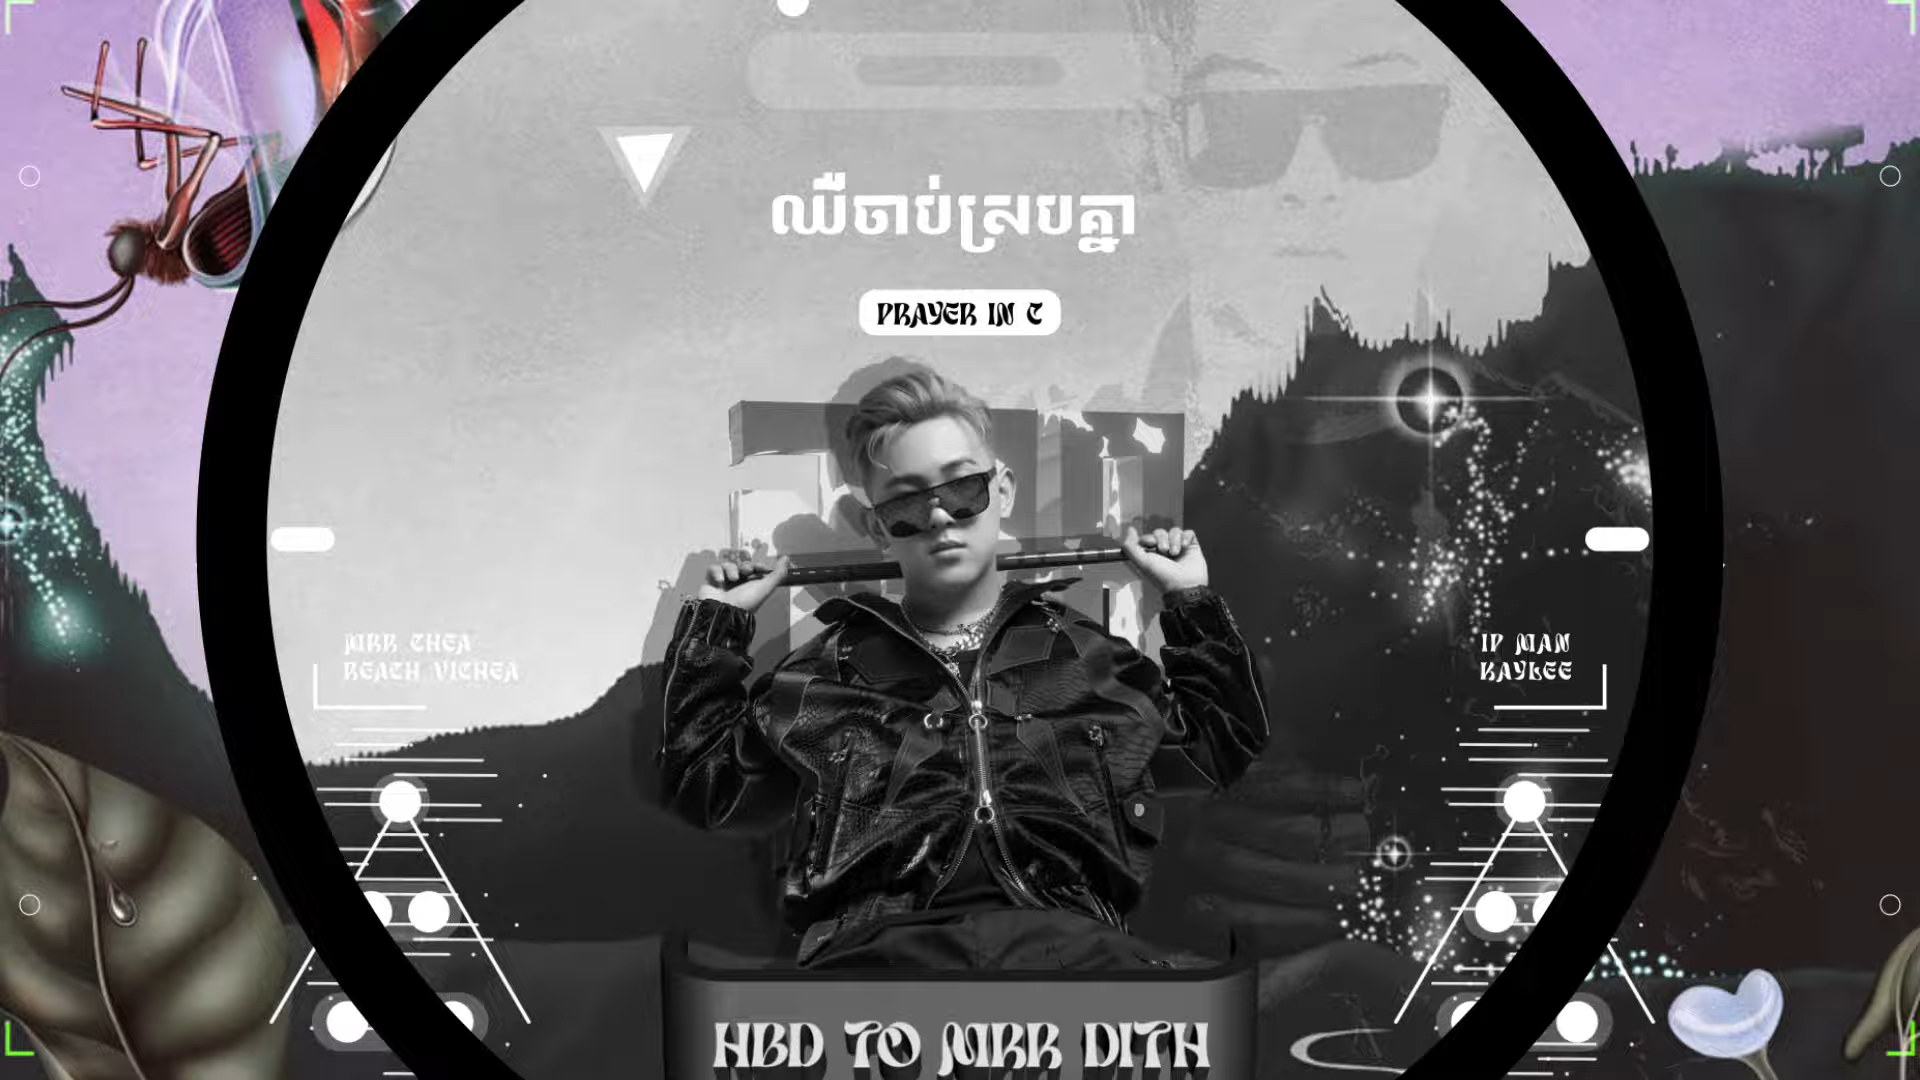 ឈឺចាប់ស្របគ្នា
PRAYER IN C
MRR CHEA
REACH VICHEA
IP MAN
KAYLEE
HBD TO MRR DITH